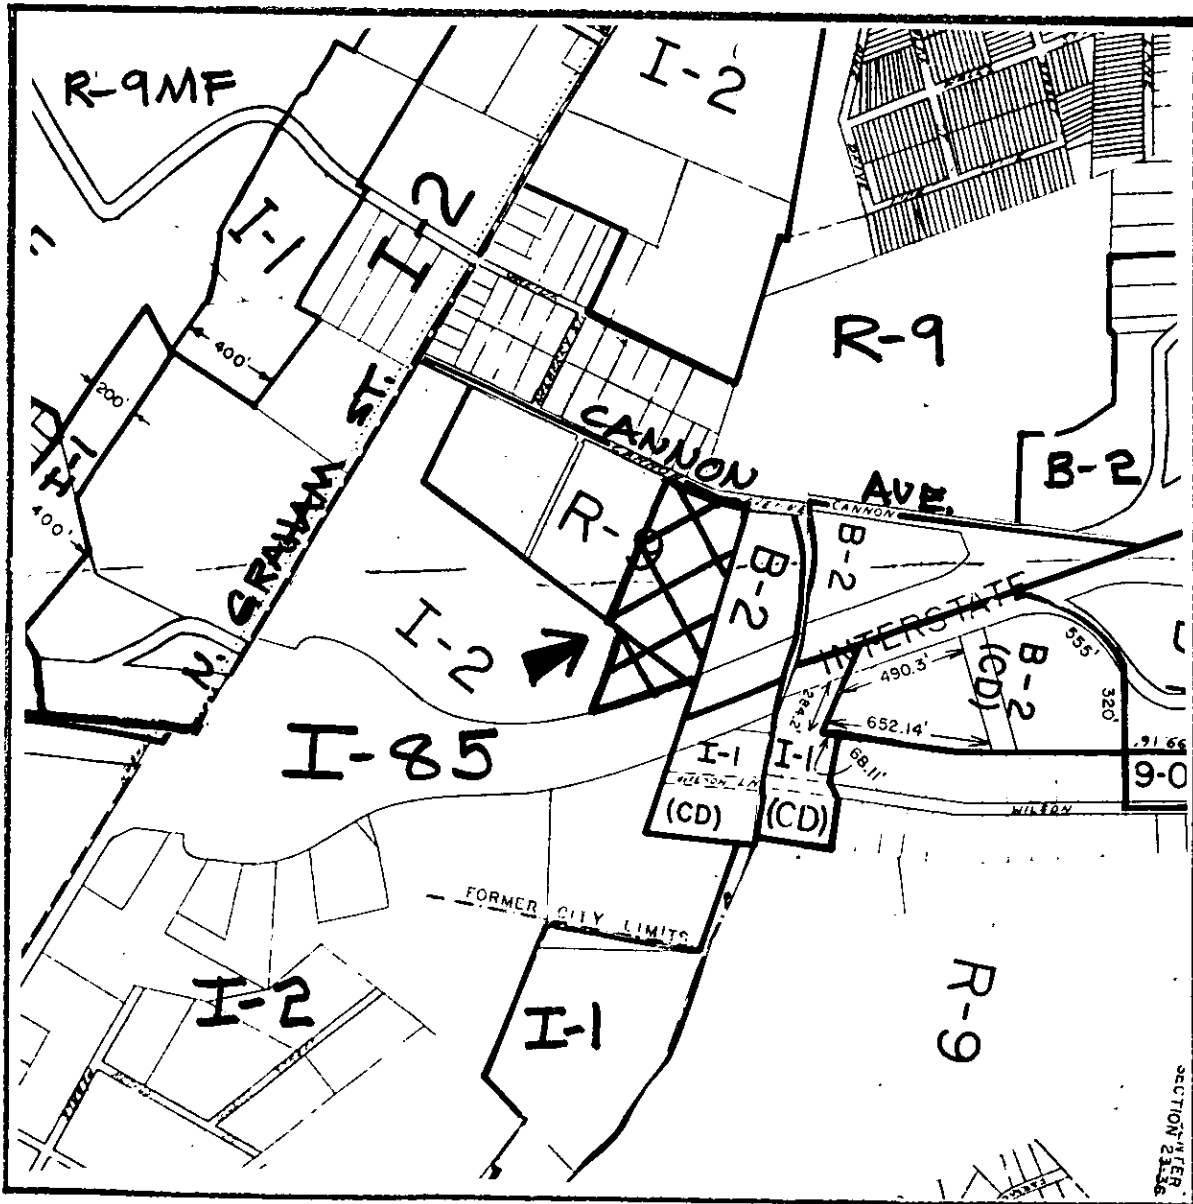 R-9MF
I-2
I-1
I-2
R-9
400'
200'
I-1
400'
N. GRAHAM ST.
CANNON AVE.
CANNON
B-2
R-9
B-2
B-2
I-2
INTERSTATE
490.3'
284.2'
652.14'
B-2
(CD)
555'
320'
I-85
I-1
I-1
68.11'
(CD)
(CD)
WILSON
FORMER CITY LIMITS
I-2
I-1
R-9